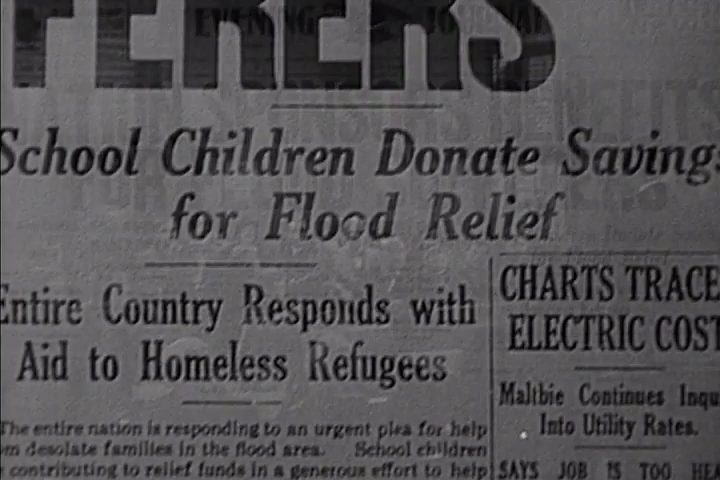 FERERS
School Children Donate Saving
for Flood Relief
Entire Country Responds with
Aid to Homeless Refugees
The entire nation is responding to an urgent plea for help
om desolate families in the flood area. School children
contributing to relief funds in a generous effort to help
CHARTS TRACE
ELECTRIC COST
Maltbie Continues Inqu
Into Utility Rates.
SAYS JOB IS TOO HEA